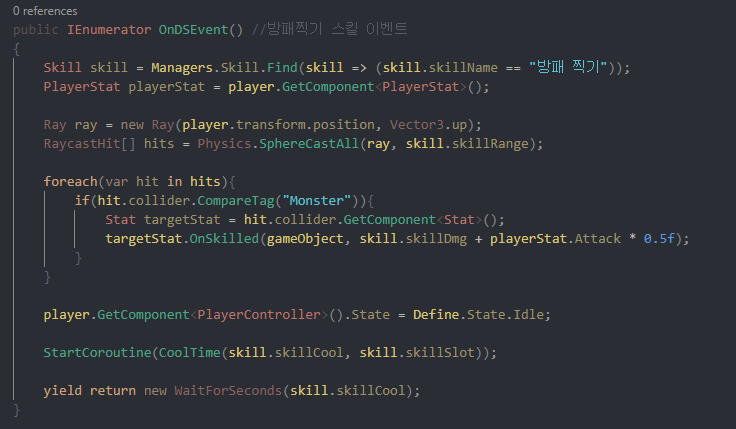 0 references
public IEnumerator OnDSEvent() //방패찍기 스킬 이벤트
{
Skill skill = Managers.Skill.Find(skill => (skill.skillName == "방패 찍기"));
PlayerStat playerStat = player.GetComponent<PlayerStat>();
Ray ray = new Ray(player.transform.position, Vector3.up);
RaycastHit[] hits = Physics.SphereCastAll(ray, skill.skillRange);
foreach(var hit in hits){
if(hit.collider.CompareTag("Monster")){
Stat targetStat = hit.collider.GetComponent<Stat>();
targetStat.OnSkilled(gameObject, skill.skillDmg + playerStat.Attack * 0.5f);
}
}
player.GetComponent<PlayerController>().State = Define.State.Idle;
StartCoroutine(CoolTime(skill.skillCool, skill.skillSlot));
yield return new WaitForSeconds(skill.skillCool);
}